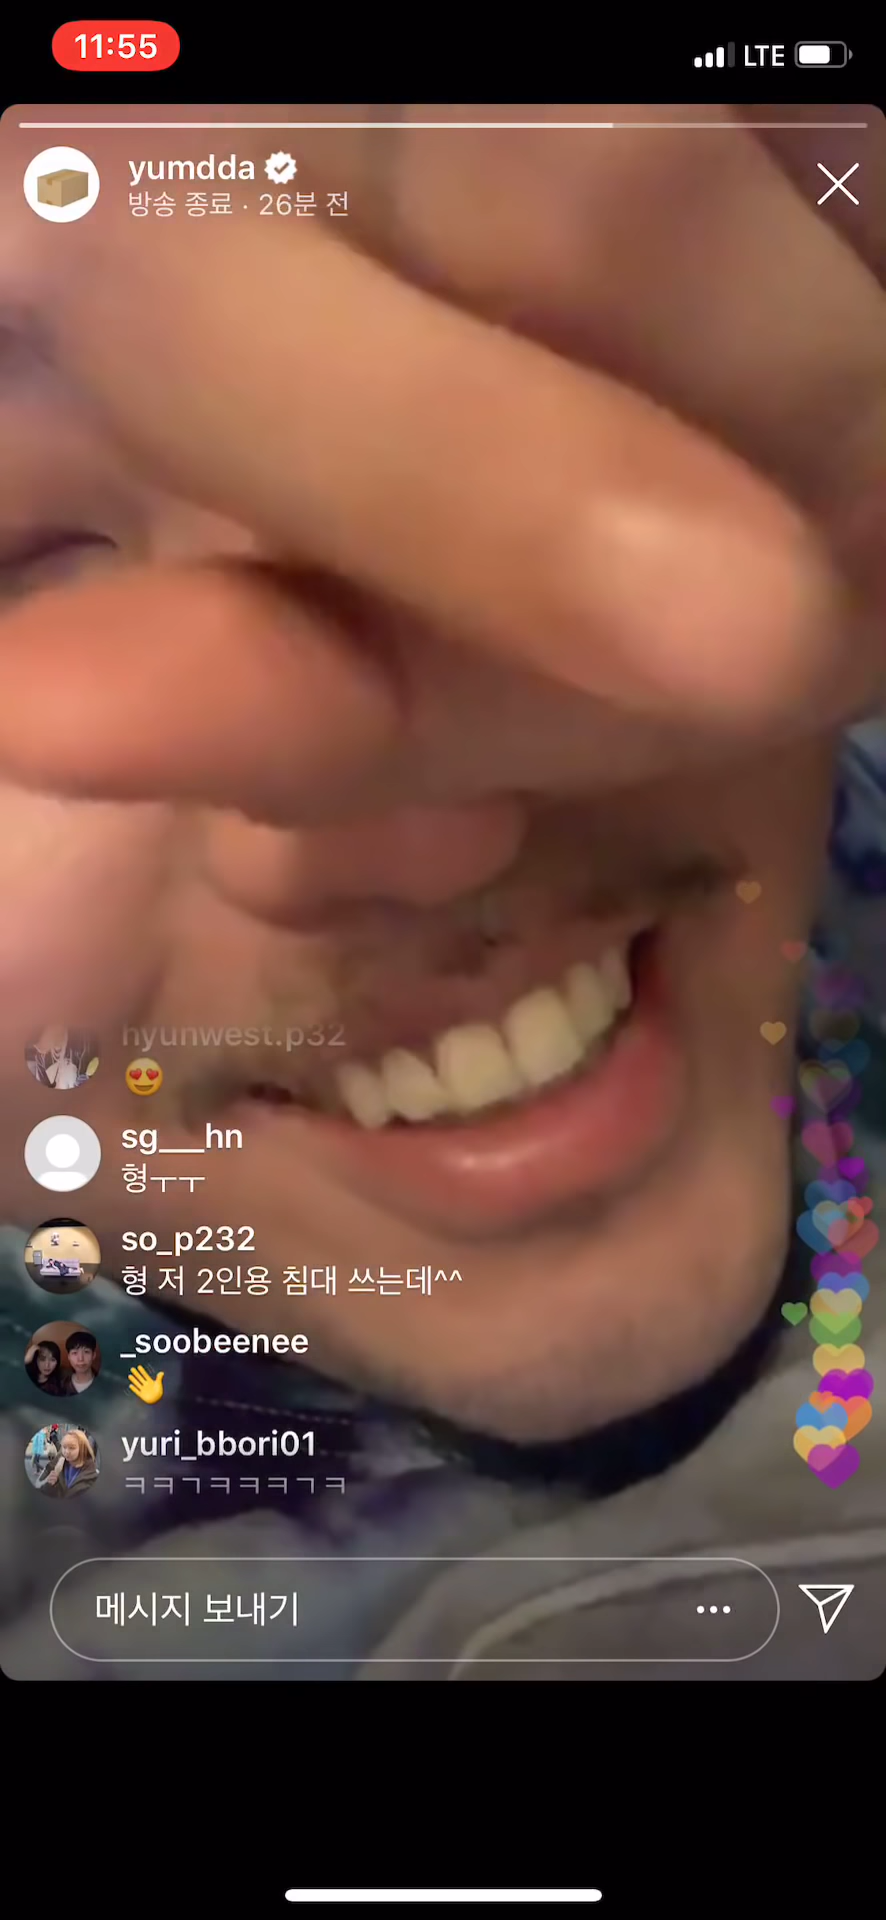 11:55
LTE
yumdda
방송 종료 · 26분 전
hyunwest.p32
😍
sg___hn
형ㅜㅜ
so_p232
형 저 2인용 침대 쓰는데^^
_soobeenee
👋
yuri_bbori01
ㅋㅋㄱㅋㅋㅋㄱㅋ
메시지 보내기